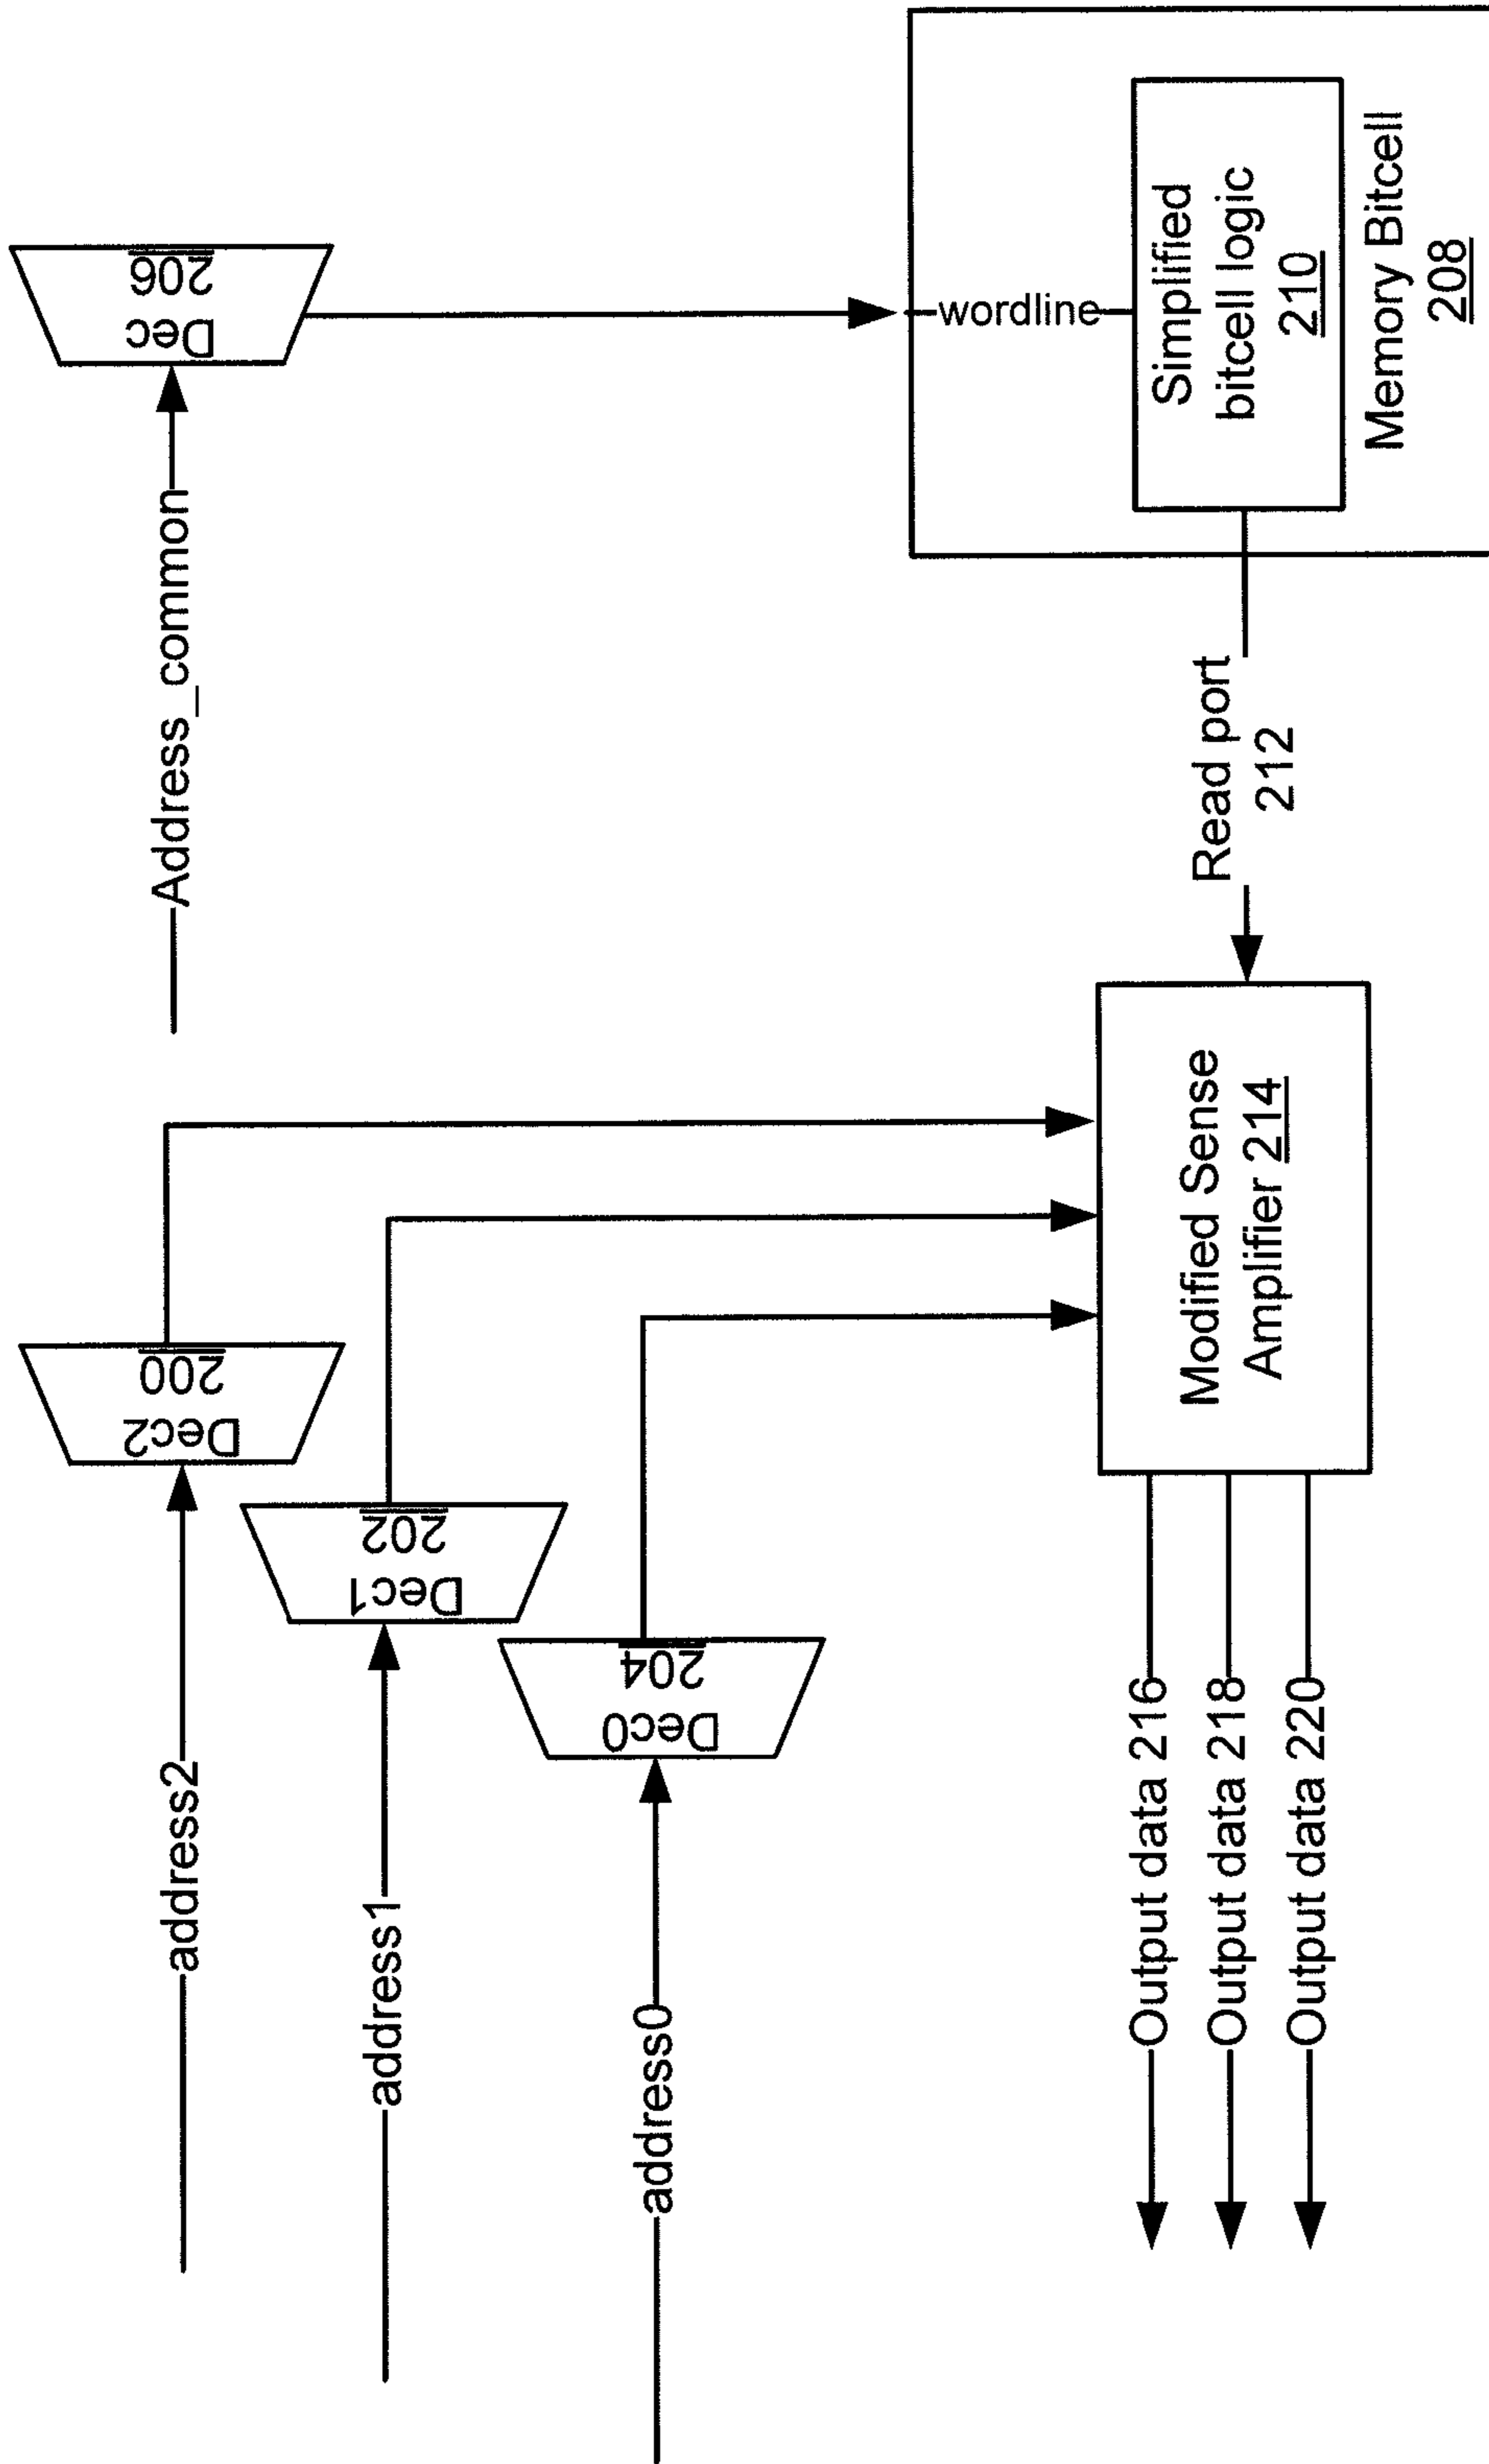 address2
Dec2
200
address1
Dec1
202
address0
Dec0
204
Address_common
Dec
206
wordline
Simplified
bitcell logic
210
Memory Bitcell
208
Read port
212
Modified Sense
Amplifier 214
Output data 216
Output data 218
Output data 220